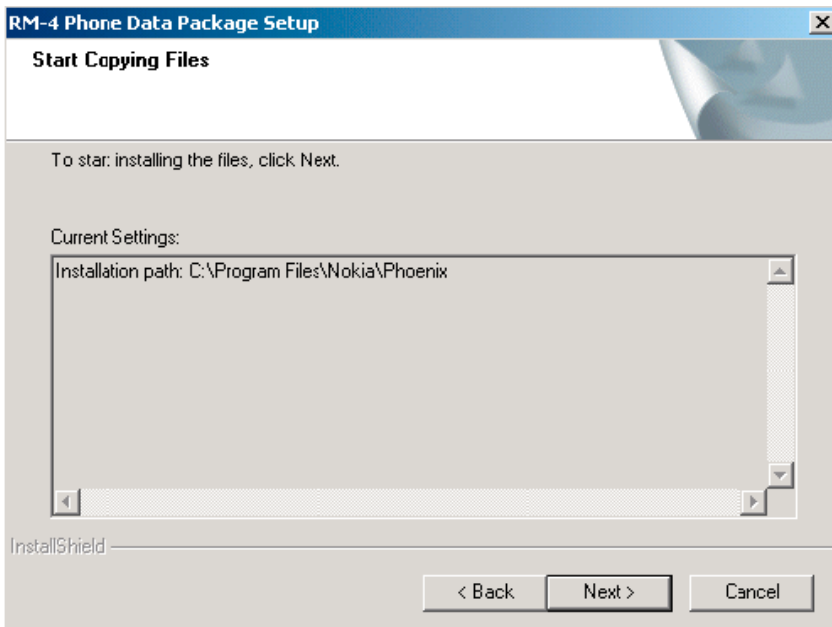 RM-4 Phone Data Package Setup
Start Copying Files
To star: installing the files, click Next.
Current Settings:
Installation path: C:\Program Files\Nokia\Phoenix
InstallShield
< Back
Next >
Cancel